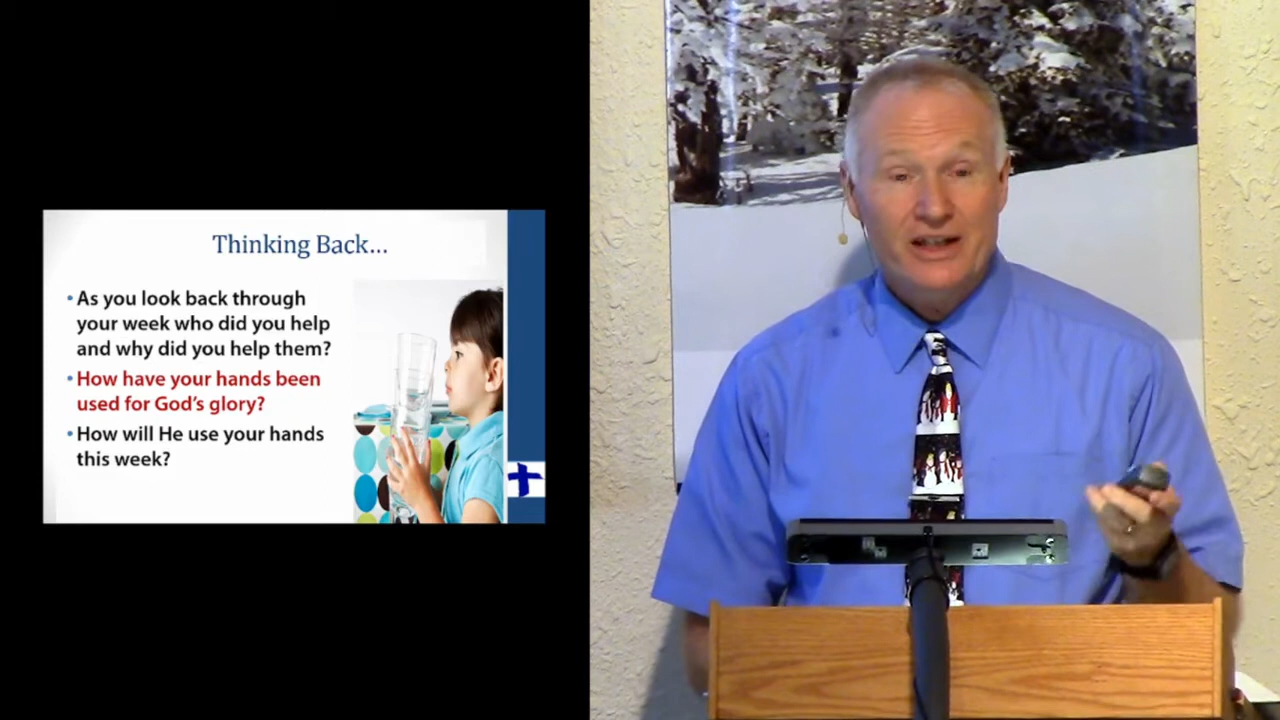 Thinking Back...
• As you look back through
your week who did you help
and why did you help them?
• How have your hands been
used for God's glory?
• How will He use your hands
this week?